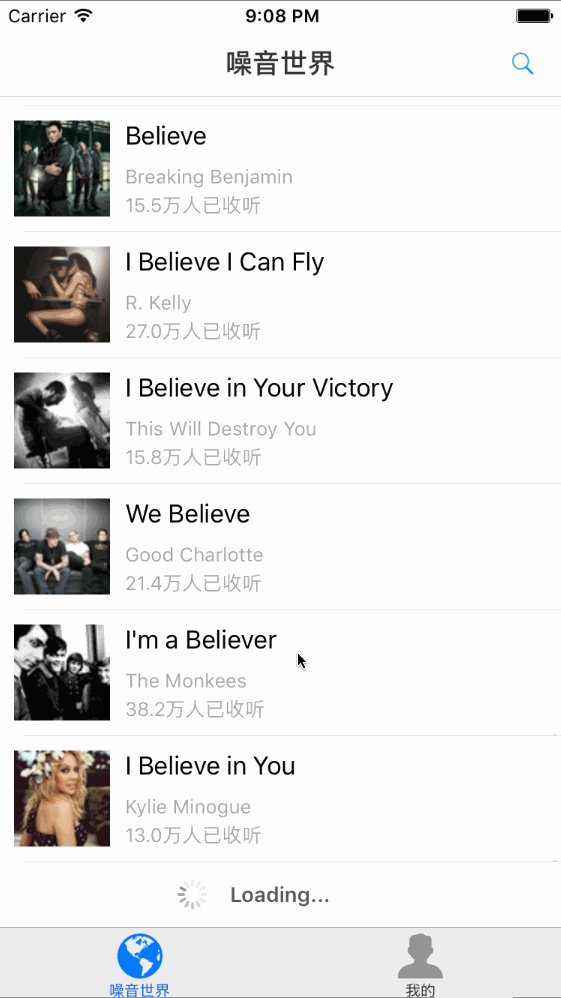 Carrier 9:08 PM
噪音世界
Believe
Breaking Benjamin
15.5万人已收听
I Believe I Can Fly
R. Kelly
27.0万人已收听
I Believe in Your Victory
This Will Destroy You
15.8万人已收听
We Believe
Good Charlotte
21.4万人已收听
I'm a Believer
The Monkees
38.2万人已收听
I Believe in You
Kylie Minogue
13.0万人已收听
Loading...
噪音世界 我的